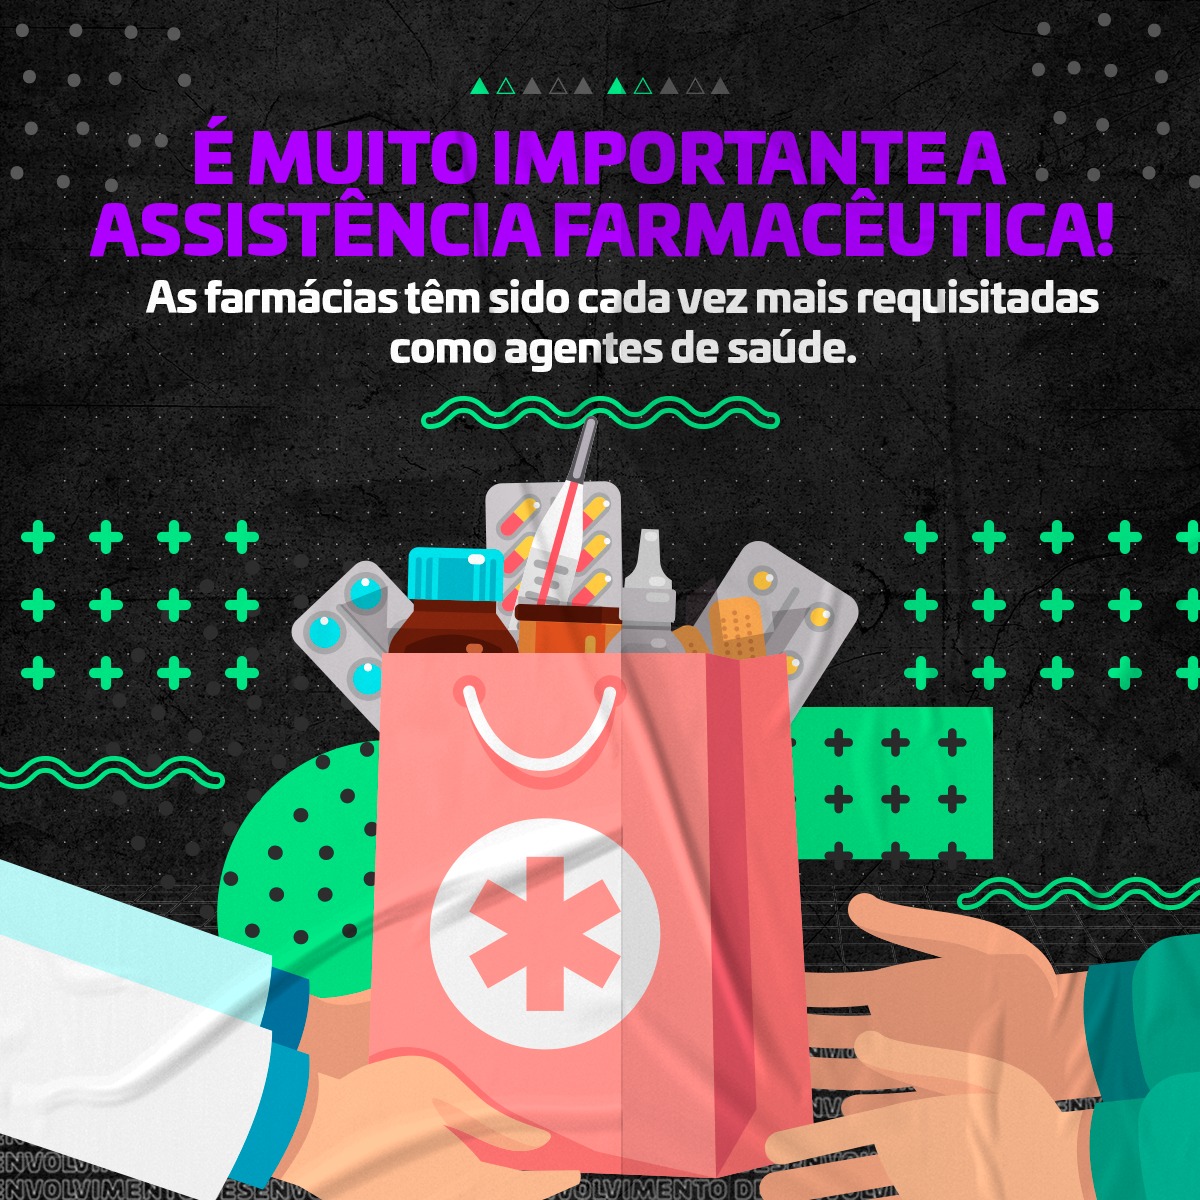 É MUITO IMPORTANTE A
ASSISTÊNCIA FARMACÊUTICA!
As farmácias têm sido cada vez mais requisitadas
como agentes de saúde.